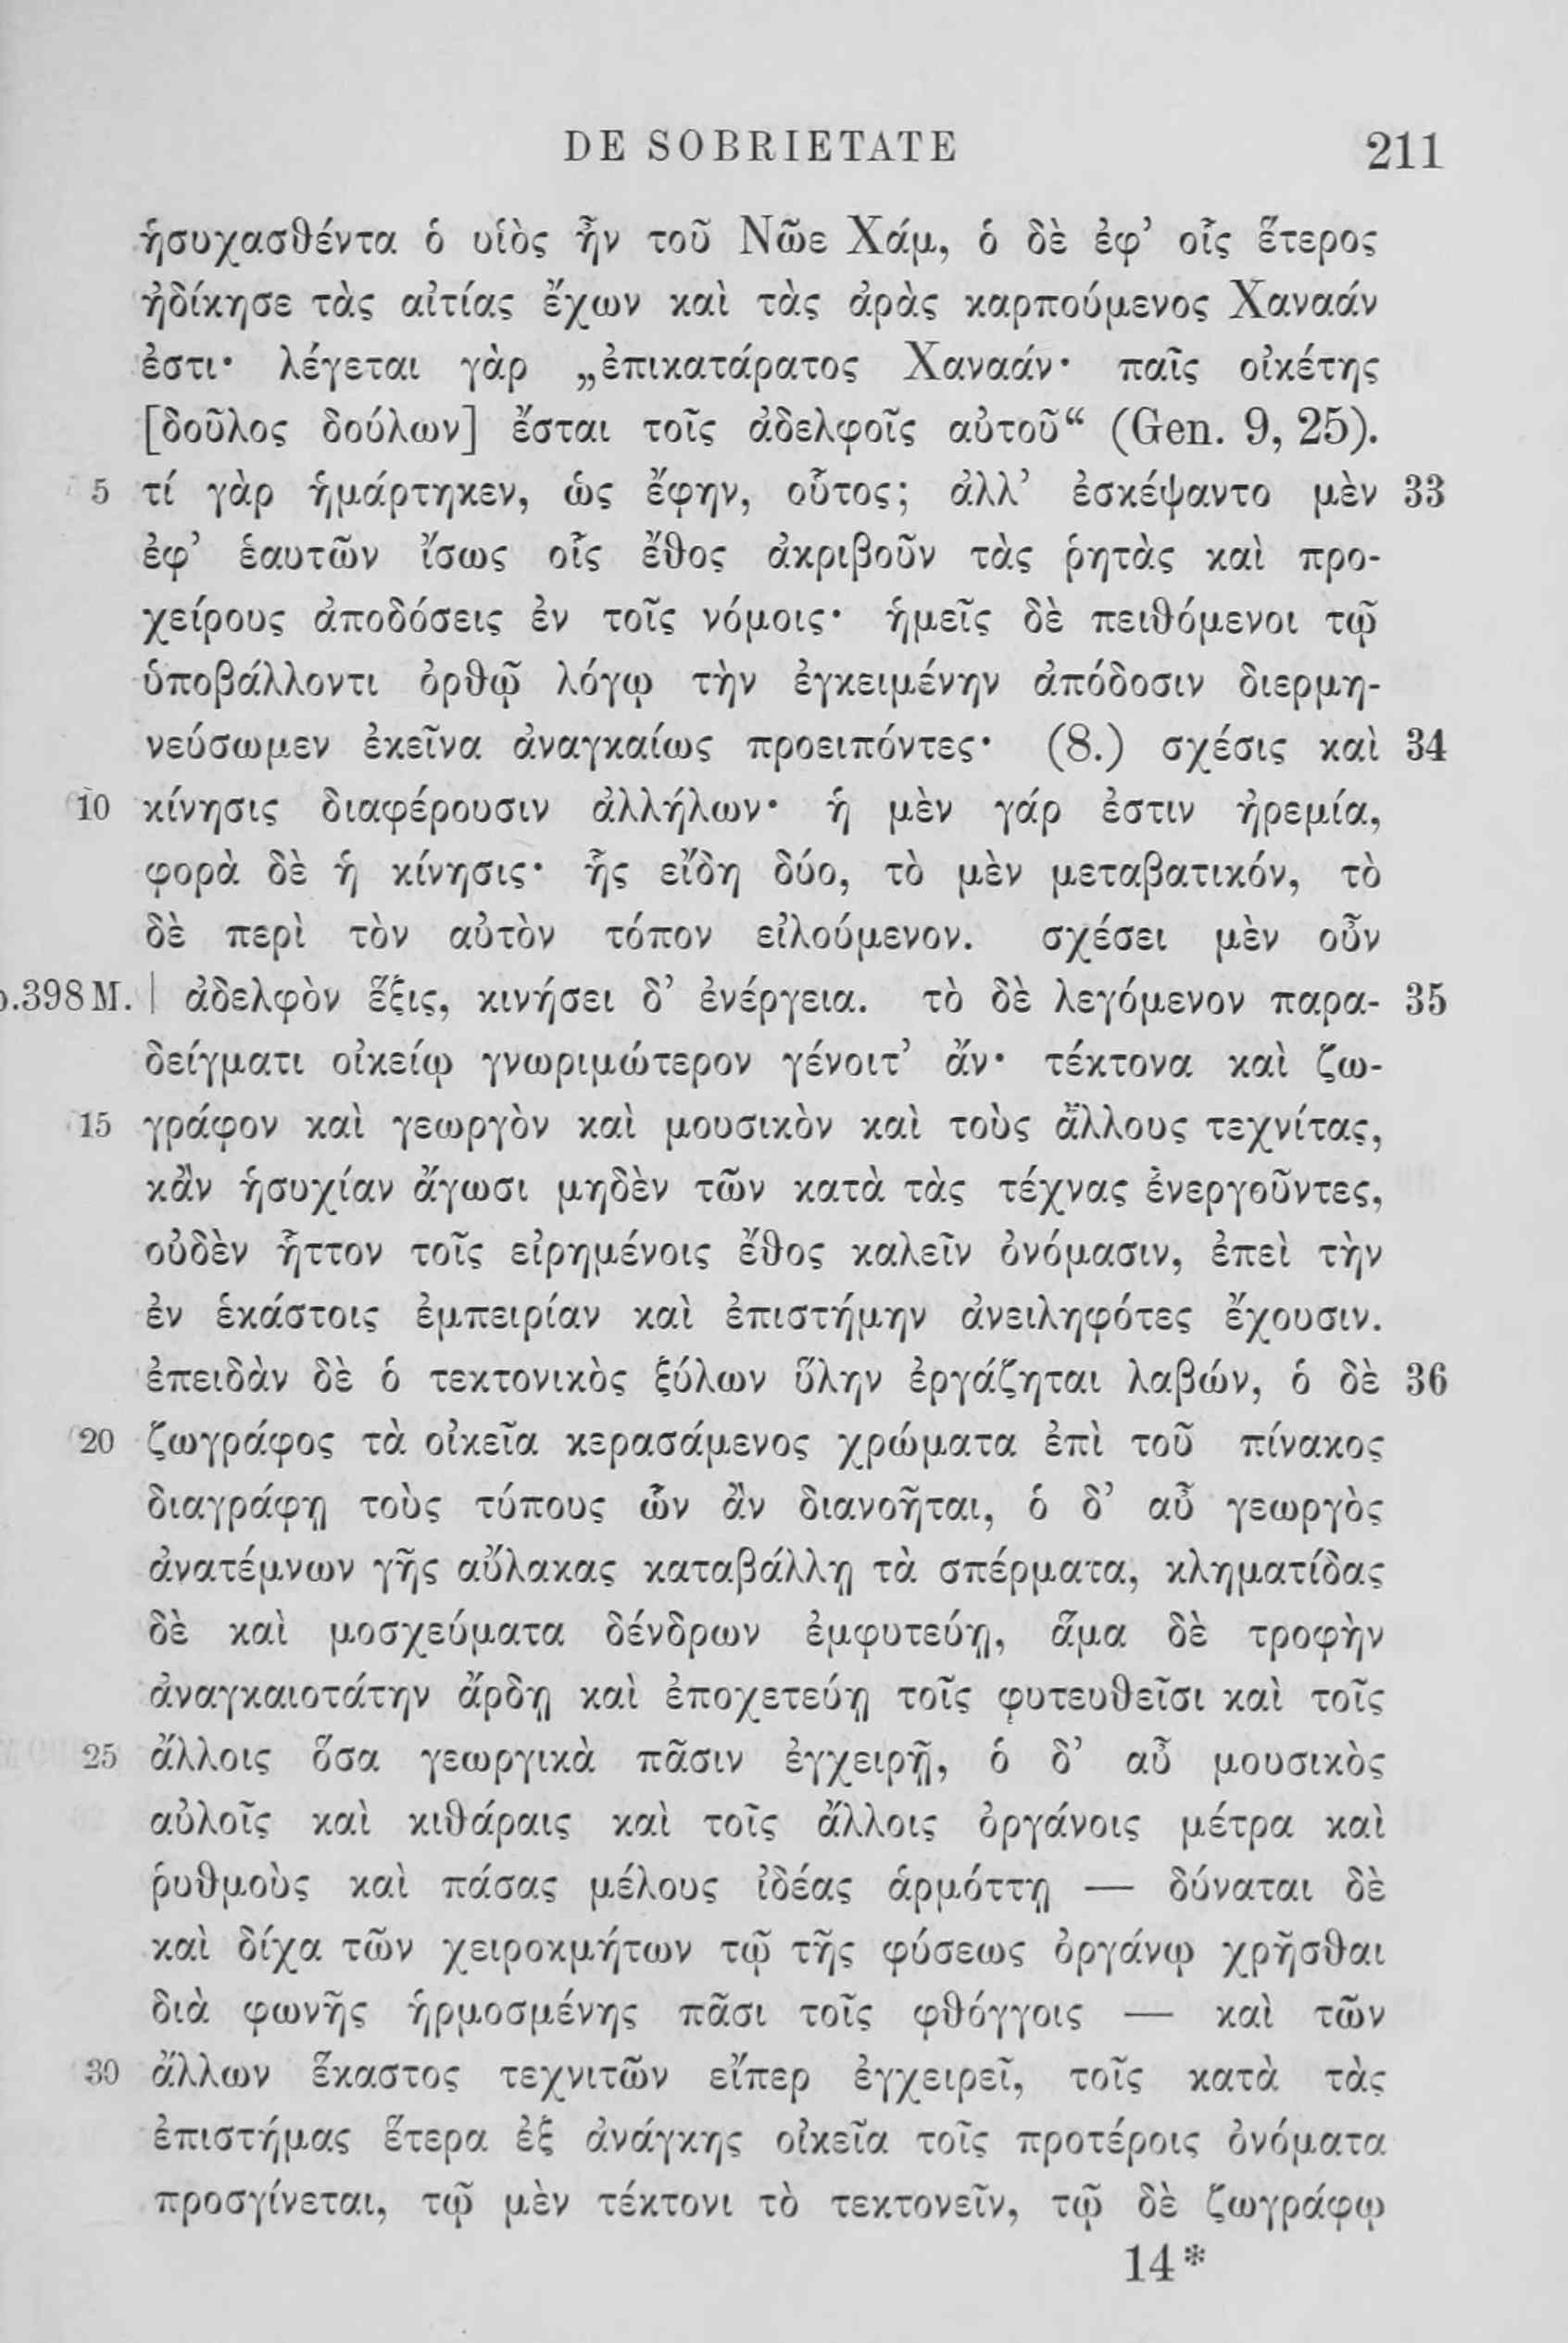 DE SOBRIETATE 211
ἡσυχασθέντα ὁ υἱὸς ἦν τοῦ Νῶε Χάμ, ὁ δὲ ἐφ’ οἷς ἕτερος
ἠδίκησε τὰς αἰτίας ἔχων καὶ τὰς ἀρὰς καρπούμενος Χαναάν
ἐστι· λέγεται γὰρ „ἐπικατάρατος Χαναάν· παῖς οἰκέτης
[δοῦλος δούλων] ἔσται τοῖς ἀδελφοῖς αὐτοῦ“ (Gen. 9, 25).
5 τί γὰρ ἡμάρτηκεν, ὡς ἔφην, οὗτος; ἀλλ’ ἐσκέψαντο μὲν 33
ἐφ’ ἑαυτῶν ἴσως οἷς ἔθος ἀκριβοῦν τὰς ῥητὰς καὶ προ-
χείρους ἀποδόσεις ἐν τοῖς νόμοις· ἡμεῖς δὲ πειθόμενοι τῷ
ὑποβάλλοντι ὀρθῷ λόγῳ τὴν ἐγκειμένην ἀπόδοσιν διερμη-
νεύσωμεν ἐκεῖνα ἀναγκαίως προειπόντες· (8.) σχέσις καὶ 34
10 κίνησις διαφέρουσιν ἀλλήλων· ἡ μὲν γάρ ἐστιν ἠρεμία,
φορὰ δὲ ἡ κίνησις· ἧς εἴδη δύο, τὸ μὲν μεταβατικόν, τὸ
δὲ περὶ τὸν αὐτὸν τόπον εἰλούμενον. σχέσει μὲν οὖν
p.398 M. | ἀδελφὸν ἕξις, κινήσει δ’ ἐνέργεια. τὸ δὲ λεγόμενον παρα- 35
δείγματι οἰκείῳ γνωριμώτερον γένοιτ’ ἄν· τέκτονα καὶ ζω-
15 γράφον καὶ γεωργὸν καὶ μουσικὸν καὶ τοὺς ἄλλους τεχνίτας,
κἂν ἡσυχίαν ἄγωσι μηδὲν τῶν κατὰ τὰς τέχνας ἐνεργοῦντες,
οὐδὲν ἧττον τοῖς εἰρημένοις ἔθος καλεῖν ὀνόμασιν, ἐπεὶ τὴν
ἐν ἑκάστοις ἐμπειρίαν καὶ ἐπιστήμην ἀνειληφότες ἔχουσιν.
ἐπειδὰν δὲ ὁ τεκτονικὸς ξύλων ὕλην ἐργάζηται λαβών, ὁ δὲ 36
20 ζωγράφος τὰ οἰκεῖα κερασάμενος χρώματα ἐπὶ τοῦ πίνακος
διαγράφῃ τοὺς τύπους ὧν ἂν διανοῆται, ὁ δ’ αὖ γεωργὸς
ἀνατέμνων γῆς αὔλακας καταβάλλῃ τὰ σπέρματα, κληματίδας
δὲ καὶ μοσχεύματα δένδρων ἐμφυτεύῃ, ἅμα δὲ τροφὴν
ἀναγκαιοτάτην ἄρδῃ καὶ ἐποχετεύῃ τοῖς φυτευθεῖσι καὶ τοῖς
25 ἄλλοις ὅσα γεωργικὰ πᾶσιν ἐγχειρῇ, ὁ δ’ αὖ μουσικὸς
αὐλοῖς καὶ κιθάραις καὶ τοῖς ἄλλοις ὀργάνοις μέτρα καὶ
ῥυθμοὺς καὶ πάσας μέλους ἰδέας ἁρμόττῃ — δύναται δὲ
καὶ δίχα τῶν χειροκμήτων τῷ τῆς φύσεως ὀργάνῳ χρῆσθαι
διὰ φωνῆς ἡρμοσμένης πᾶσι τοῖς φθόγγοις — καὶ τῶν
30 ἄλλων ἕκαστος τεχνιτῶν εἴπερ ἐγχειρεῖ, τοῖς κατὰ τὰς
ἐπιστήμας ἕτερα ἐξ ἀνάγκης οἰκεῖα τοῖς προτέροις ὀνόματα
προσγίνεται, τῷ μὲν τέκτονι τὸ τεκτονεῖν, τῷ δὲ ζωγράφῳ
14*